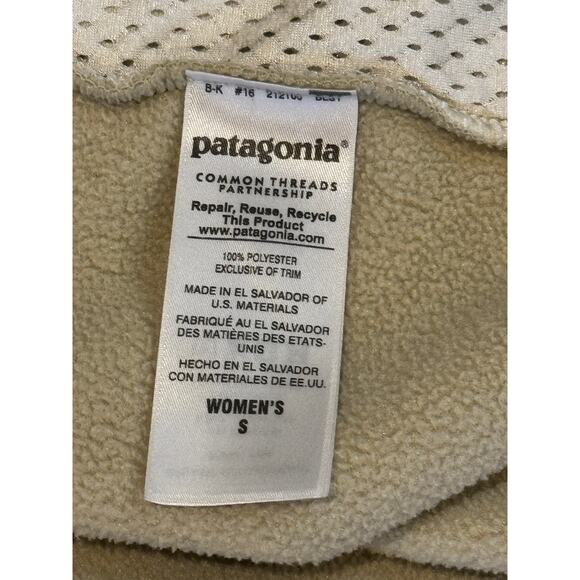 B-K #16 212100 BEST
patagonia®
COMMON THREADS
PARTNERSHIP
Repair, Reuse, Recycle
This Product
www.patagonia.com
100% POLYESTER
EXCLUSIVE OF TRIM
MADE IN EL SALVADOR OF
U.S. MATERIALS
FABRIQUÉ AU EL SALVADOR
DES MATIÈRES DES ETATS-
UNIS
HECHO EN EL SALVADOR
CON MATERIALES DE EE.UU.
WOMEN'S
S